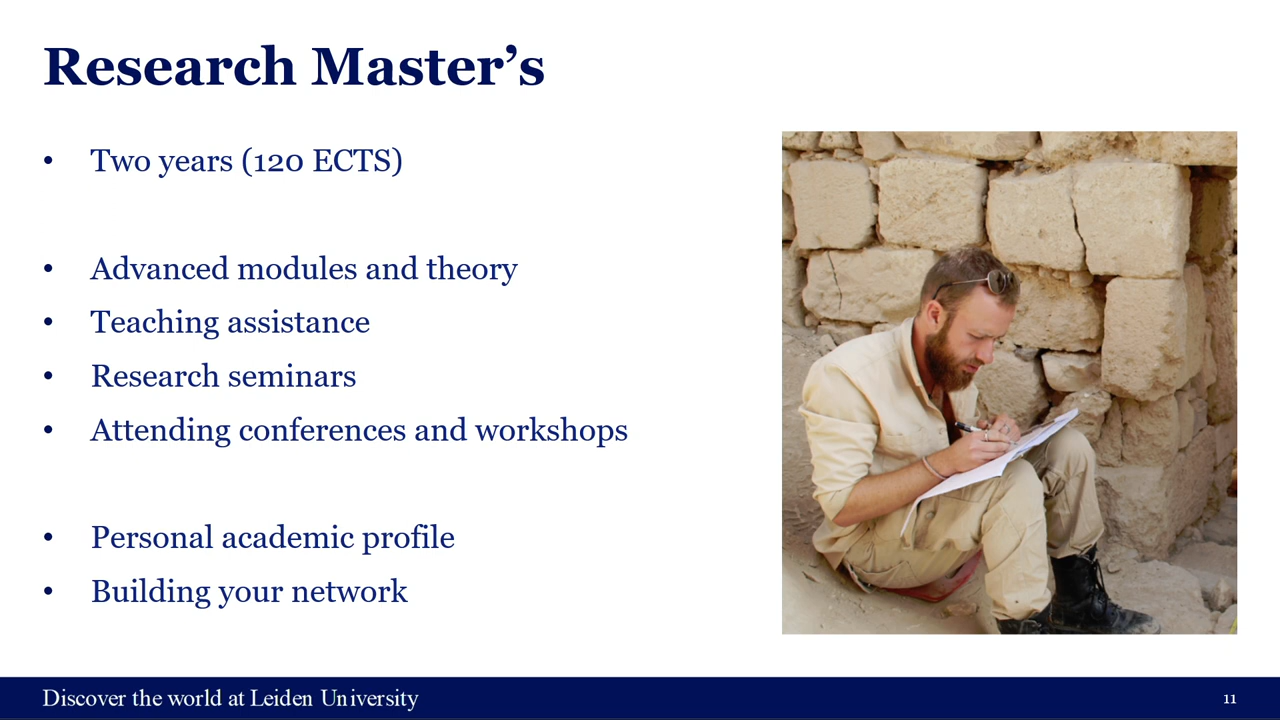 Research Master’s
• Two years (120 ECTS)
• Advanced modules and theory
• Teaching assistance
• Research seminars
• Attending conferences and workshops
• Personal academic profile
• Building your network
Discover the world at Leiden University
11